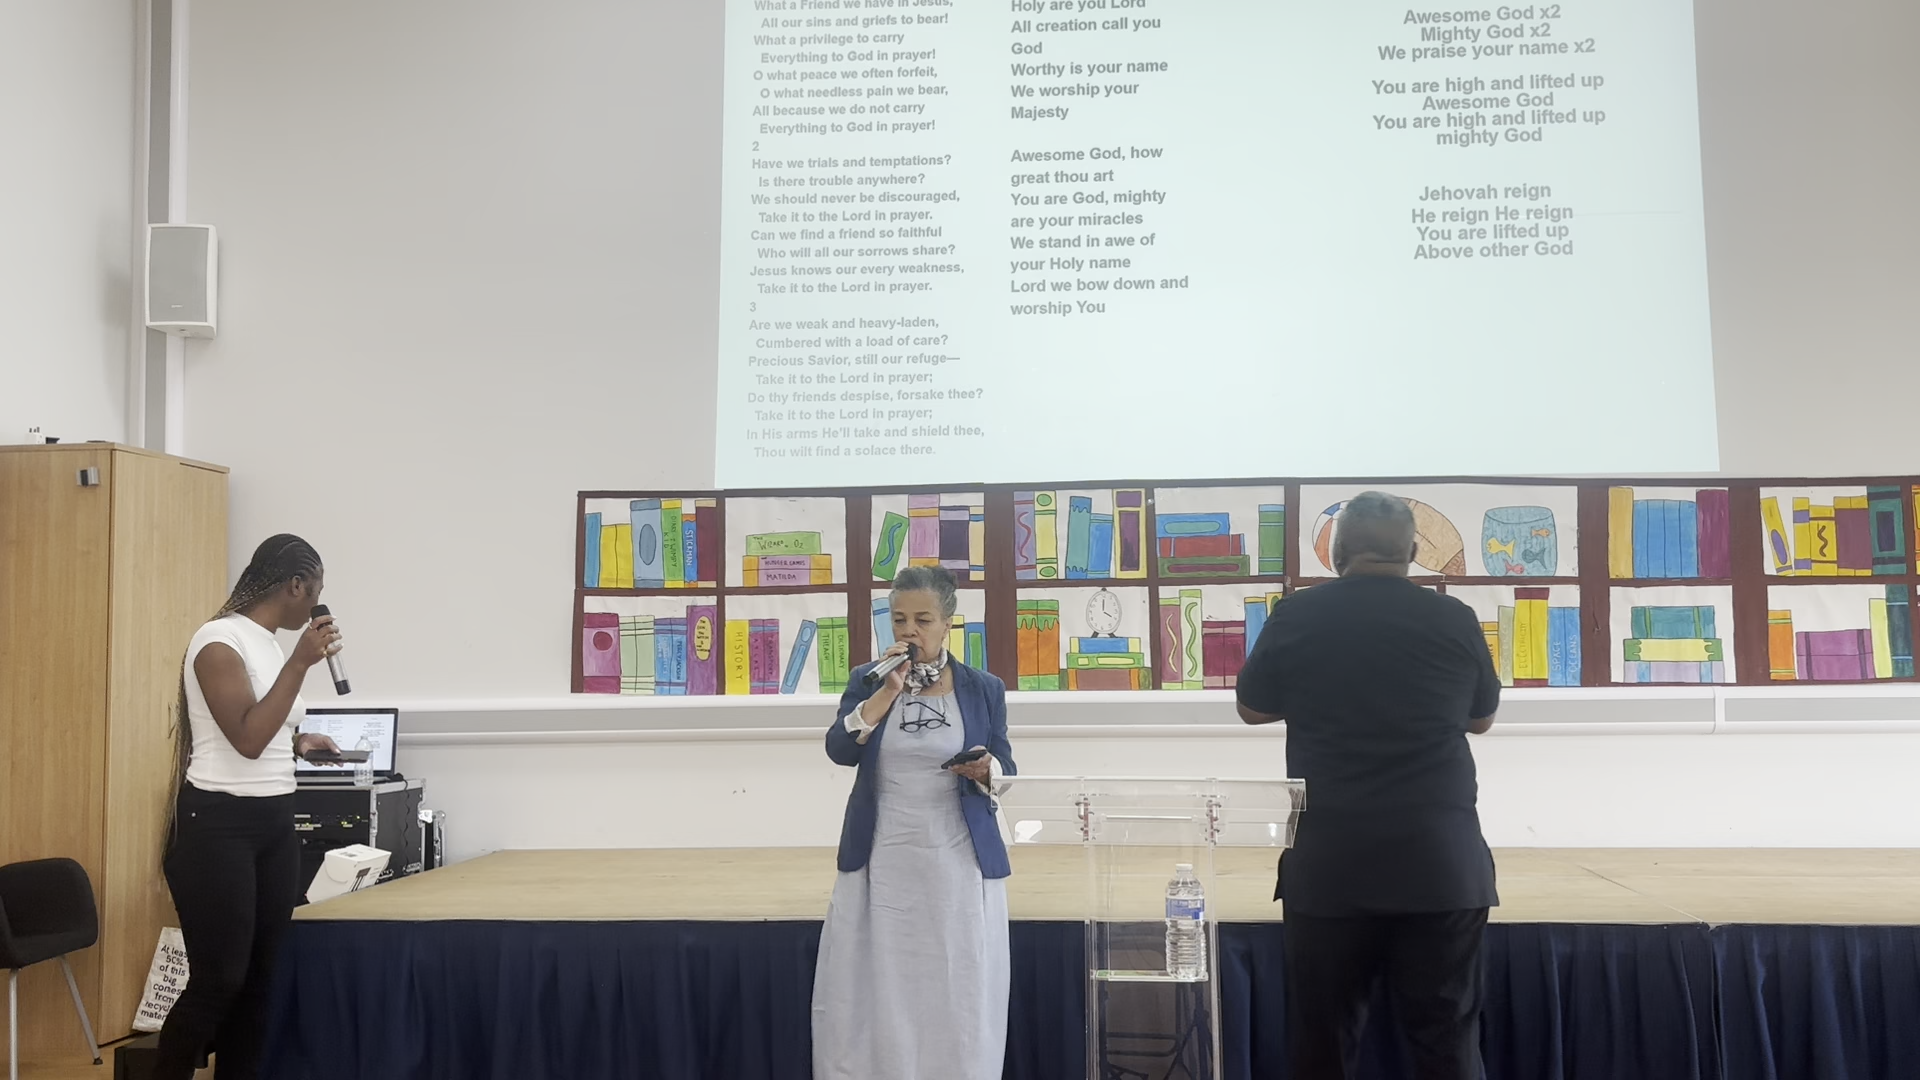 What a Friend we have in Jesus,
All our sins and griefs to bear!
What a privilege to carry
Everything to God in prayer!
O what peace we often forfeit,
O what needless pain we bear,
All because we do not carry
Everything to God in prayer!
2
Have we trials and temptations?
Is there trouble anywhere?
We should never be discouraged,
Take it to the Lord in prayer.
Can we find a friend so faithful
Who will all our sorrows share?
Jesus knows our every weakness,
Take it to the Lord in prayer.
3
Are we weak and heavy-laden,
Cumbered with a load of care?
Precious Savior, still our refuge—
Take it to the Lord in prayer;
Do thy friends despise, forsake thee?
Take it to the Lord in prayer;
In His arms He'll take and shield thee,
Thou wilt find a solace there.
Holy are you Lord
All creation call you
God
Worthy is your name
We worship your
Majesty
Awesome God, how
great thou art
You are God, mighty
are your miracles
We stand in awe of
your Holy name
Lord we bow down and
worship You
Awesome God x2
Mighty God x2
We praise your name x2
You are high and lifted up
Awesome God
You are high and lifted up
mighty God
Jehovah reign
He reign He reign
You are lifted up
Above other God
STICKMAN
MATILDA
HISTORY
SPACE
OCEANS
At least
50%
of this
bag
comes
from